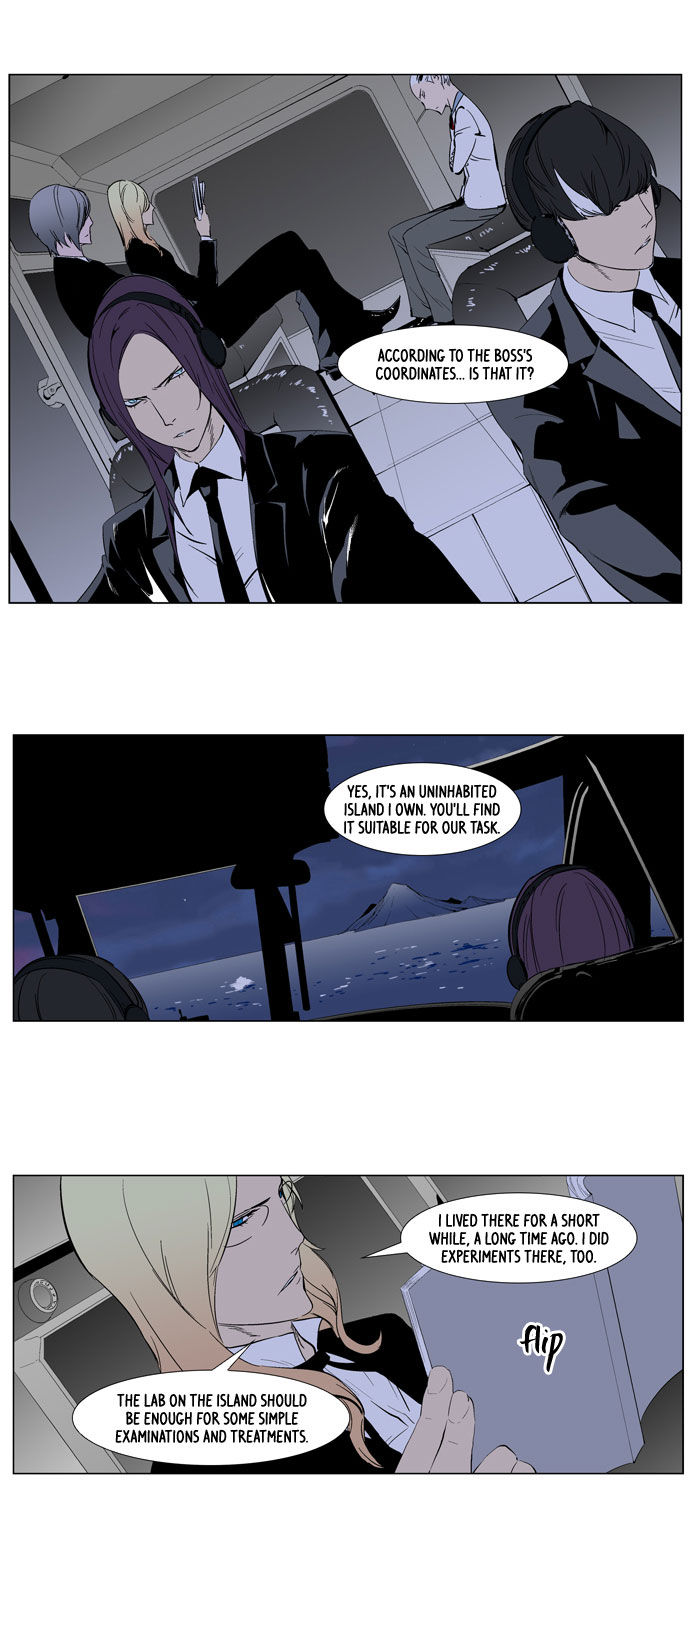 ACCORDING TO THE BOSS'S
COORDINATES... IS THAT IT?
YES, IT'S AN UNINHABITED
ISLAND I OWN. YOU'LL FIND
IT SUITABLE FOR OUR TASK.
I LIVED THERE FOR A SHORT
WHILE, A LONG TIME AGO. I DID
EXPERIMENTS THERE, TOO.
flip
THE LAB ON THE ISLAND SHOULD
BE ENOUGH FOR SOME SIMPLE
EXAMINATIONS AND TREATMENTS.